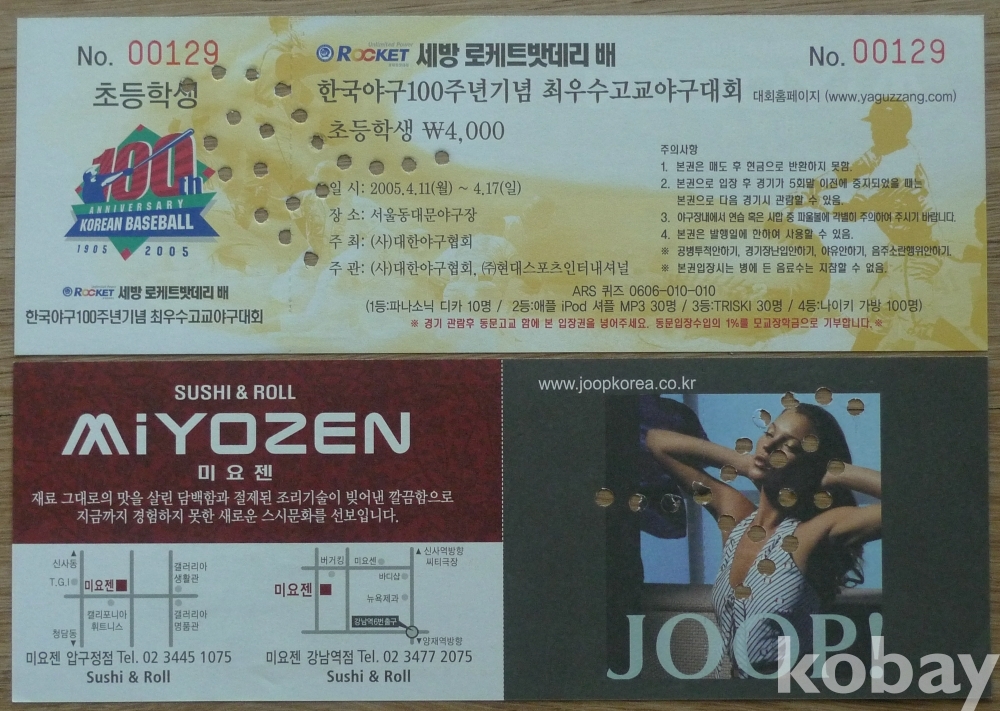 No. 00129
초등학생
100th
ANNIVERSARY
KOREAN BASEBALL
1905 2005
ROCKET 세방 로케트밧데리 배
한국야구100주년기념 최우수고교야구대회
ROCKET 세방 로케트밧데리 배
No. 00129
한국야구100주년기념 최우수고교야구대회 대회홈페이지 (www.yaguzzang.com)
초등학생 ₩4,000
일 시 : 2005.4.11(월) ~ 4.17(일)
장 소 : 서울동대문야구장
주 최 : (사)대한야구협회
주 관 : (사)대한야구협회, (주)현대스포츠인터내셔널
주의사항
1. 본권은 매도 후 현금으로 반환하지 못함.
2. 본권으로 입장 후 경기가 5회말 이전에 중지되었을 때는
본권으로 다음 경기시 관람할 수 있음.
3. 야구장내에서 연습 혹은 시합 중 파울볼에 각별히 주의하여 주시기 바랍니다.
4. 본권은 발행일에 한하여 사용할 수 있음.
※ 공병투척안하기, 경기장난입안하기, 야유안하기, 음주소란행위안하기.
※ 본권입장시는 병에 든 음료수는 지참할 수 없음.
ARS 퀴즈 0606-010-010
(1등:파나소닉 디카 10명 / 2등:애플 iPod 셔플 MP3 30명 / 3등:TRISKI 30명 / 4등:나이키 가방 100명)
※ 경기 관람후 동문고교 함에 본 입장권을 넣어주세요. 동문입장수입의 1%를 모교장학금으로 기부합니다.※
SUSHI & ROLL
MiYOZEN
미요젠
재료 그대로의 맛을 살린 담백함과 절제된 조리기술이 빚어낸 깔끔함으로
지금까지 경험하지 못한 새로운 스시문화를 선보입니다.
신사동
T.G.I
미요젠
갤러리아
생활관
캘리포니아
휘트니스
갤러리아
명품관
청담동
미요젠 압구정점 Tel. 02 3445 1075
Sushi & Roll
버거킹
미요센
신사역방향
씨티극장
바디샵
미요젠
뉴욕제과
강남역6번출구
양재역방향
미요젠 강남역점 Tel. 02 3477 2075
Sushi & Roll
www.joopkorea.co.kr
JOOP!
kobay